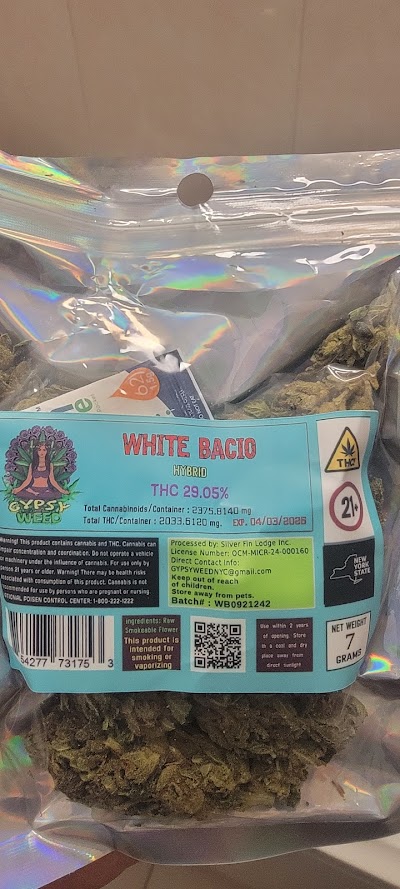 WHITE BACIO
HYBRID
THC 29.05%
Total Cannabinoids/Container : 2375.8140 mg
Total THC/Container : 2033.5120 mg. EXP. 04/03/2026
GYPSY
WEED
THC
21+
Warning! This product contains cannabis and THC. Cannabis can
impair concentration and coordination. Do not operate a vehicle
or machinery under the influence of cannabis. For use only by
persons 21 years or older. Warning! There may be health risks
associated with consumption of this product. Cannabis is not
recommended for use by persons who are pregnant or nursing.
NATIONAL POISON CONTROL CENTER: 1-800-222-1222
Processed by: Silver Fin Lodge Inc.
License Number: OCM-MICR-24-000160
Direct Contact Info:
GYPSYWEEDNYC@gmail.com
Keep out of reach
of children.
Store away from pets.
Batch# : WB0921242
NEW
YORK
STATE
54277 73175 3
ingredients: Raw
Smokeable Flower
This product is
intended for
smoking or
vaporizing
Use within 2 years
of opening. Store
in a cool and dry
place away from
direct sunlight
NET WEIGHT
7
GRAMS